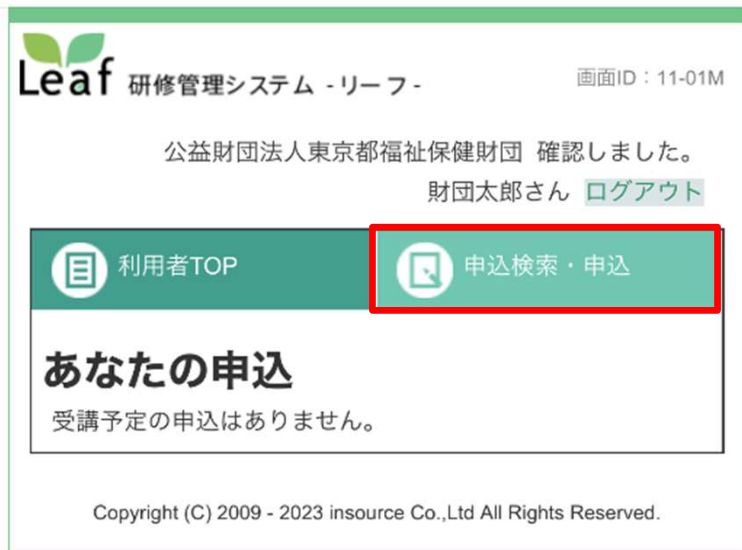 Leaf 研修管理システム -リーフ-
画面ID：11-01M
公益財団法人東京都福祉保健財団 確認しました。
財団太郎さん ログアウト
利用者TOP
申込検索・申込
あなたの申込
受講予定の申込はありません。
Copyright (C) 2009 - 2023 insource Co.,Ltd All Rights Reserved.